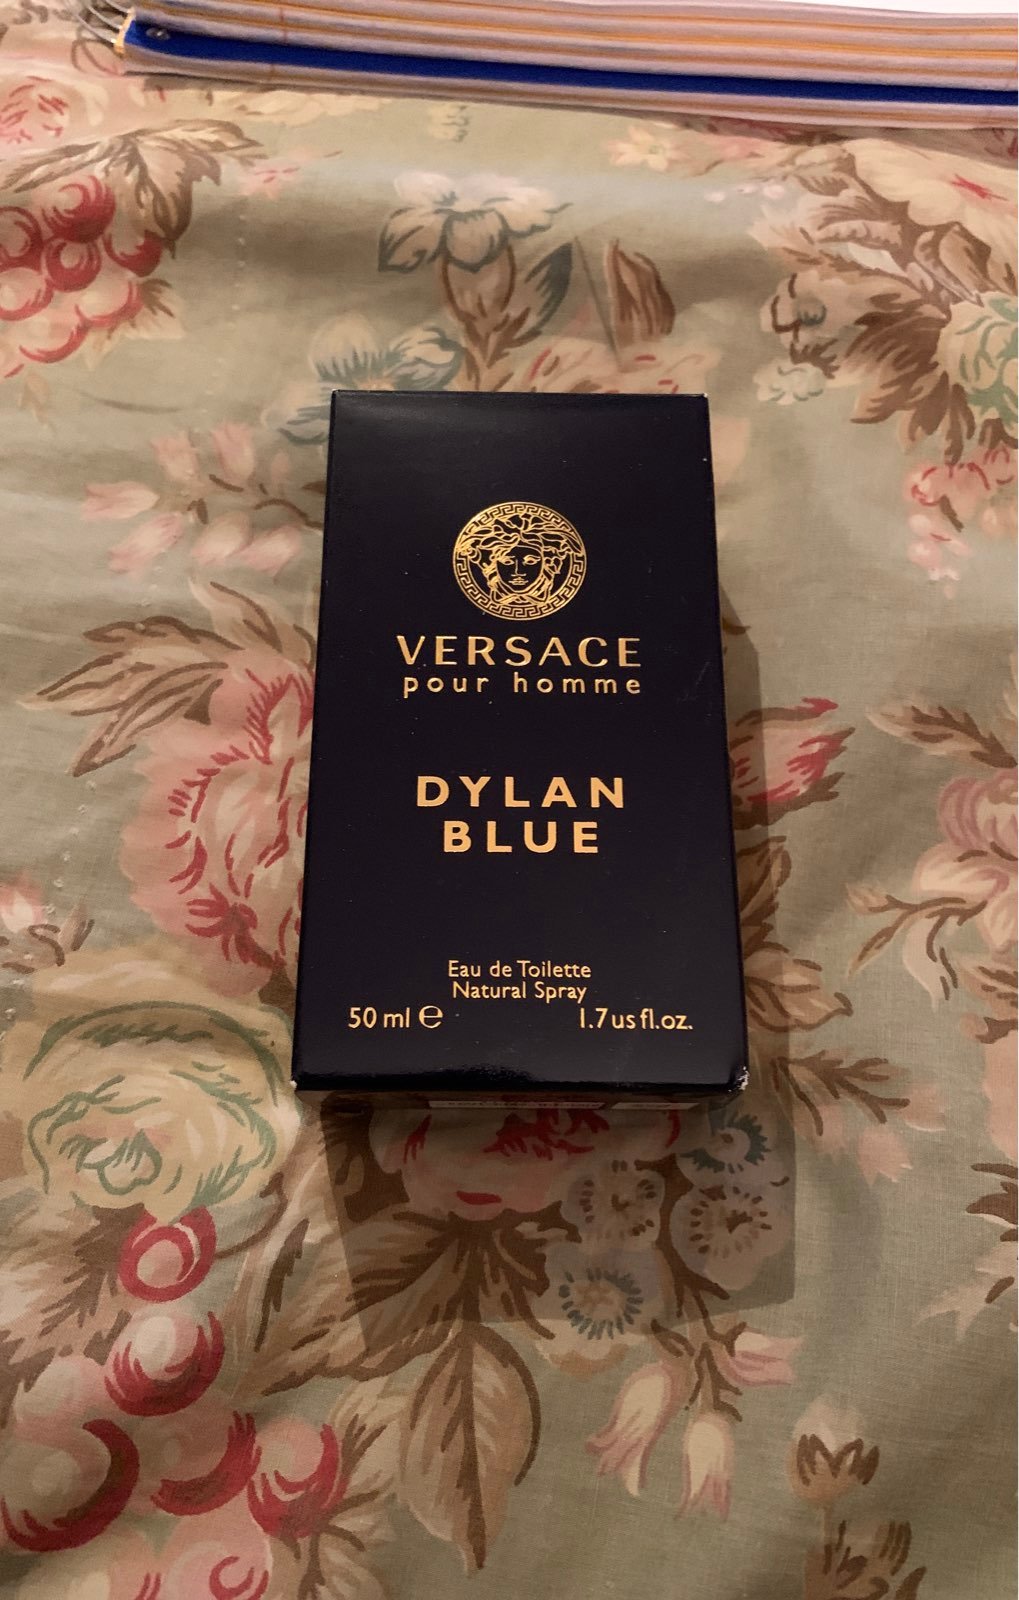 VERSACE
pour homme
DYLAN
BLUE
Eau de Toilette
Natural Spray
50 ml ℮ 1.7 us fl.oz.